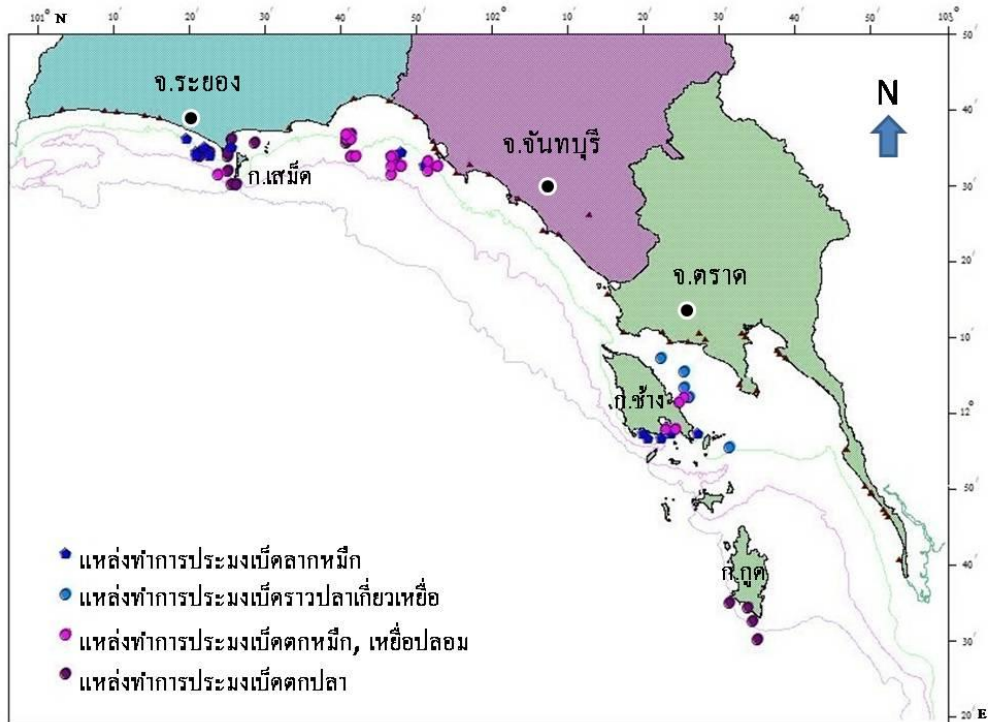 101° N 10′ 20′ 30′ 40′ 50′ 102° 10′ 20′ 30′ 40′ 50′ 103°
50′
จ.ระยอง
N
40′
จ.จันทบุรี
ก.เสม็ด
30′
20′
จ.ตราด
10′
ก.ช้าง
12°
50′
แหล่งทำการประมงเบ็ดลากหมึก
ก.กูด
40′
แหล่งทำการประมงเบ็ดราวปลาเกี่ยวเหยื่อ
แหล่งทำการประมงเบ็ดตกหมึก, เหยื่อปลอม
30′
แหล่งทำการประมงเบ็ดตกปลา
20′ E